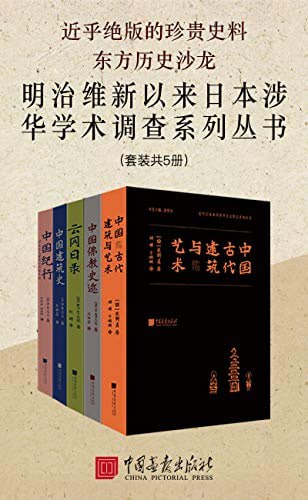 近乎绝版的珍贵史料
东方历史沙龙
明治维新以来日本涉
华学术调查系列丛书
(套装共5册)
中国纪行
中国建筑史
云冈日录
中国佛教史迹
中国古代
建筑与艺术
中国
古代
建筑
与
艺术
中国画报出版社
CHINA PICTORIAL PRESS